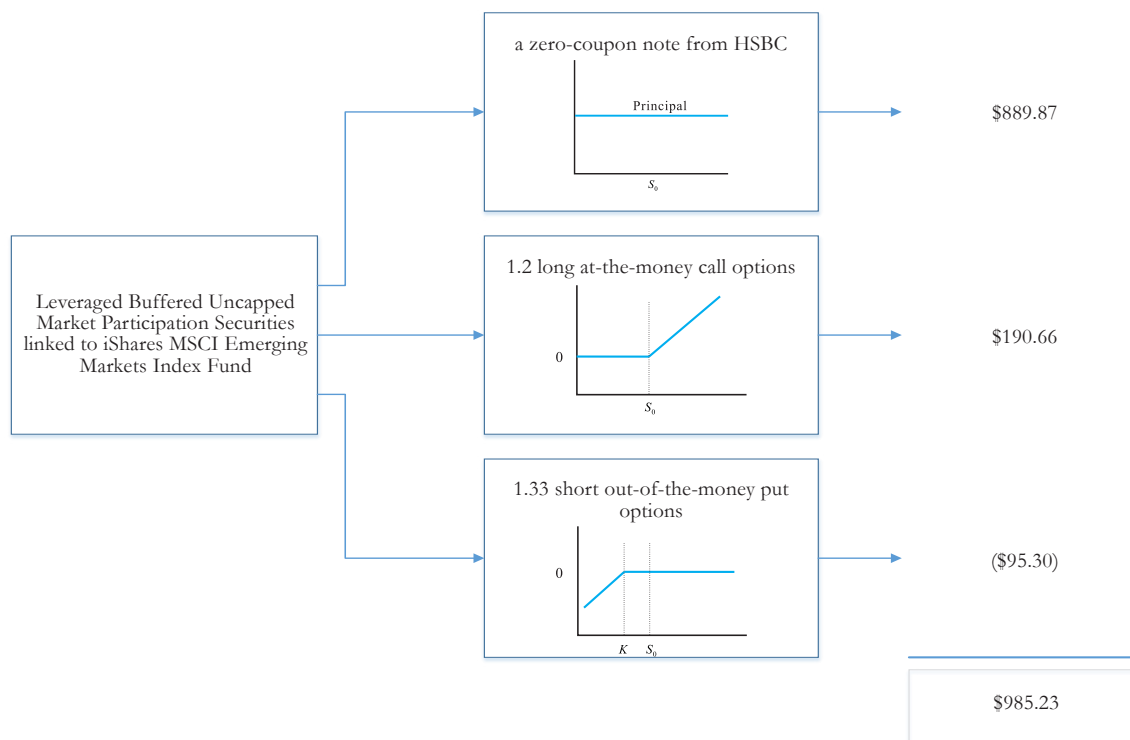 a zero-coupon note from HSBC
Principal
S₀
$889.87
Leveraged Buffered Uncapped
Market Participation Securities
linked to iShares MSCI Emerging
Markets Index Fund
1.2 long at-the-money call options
0
S₀
$190.66
1.33 short out-of-the-money put
options
0
K S₀
($95.30)
$985.23